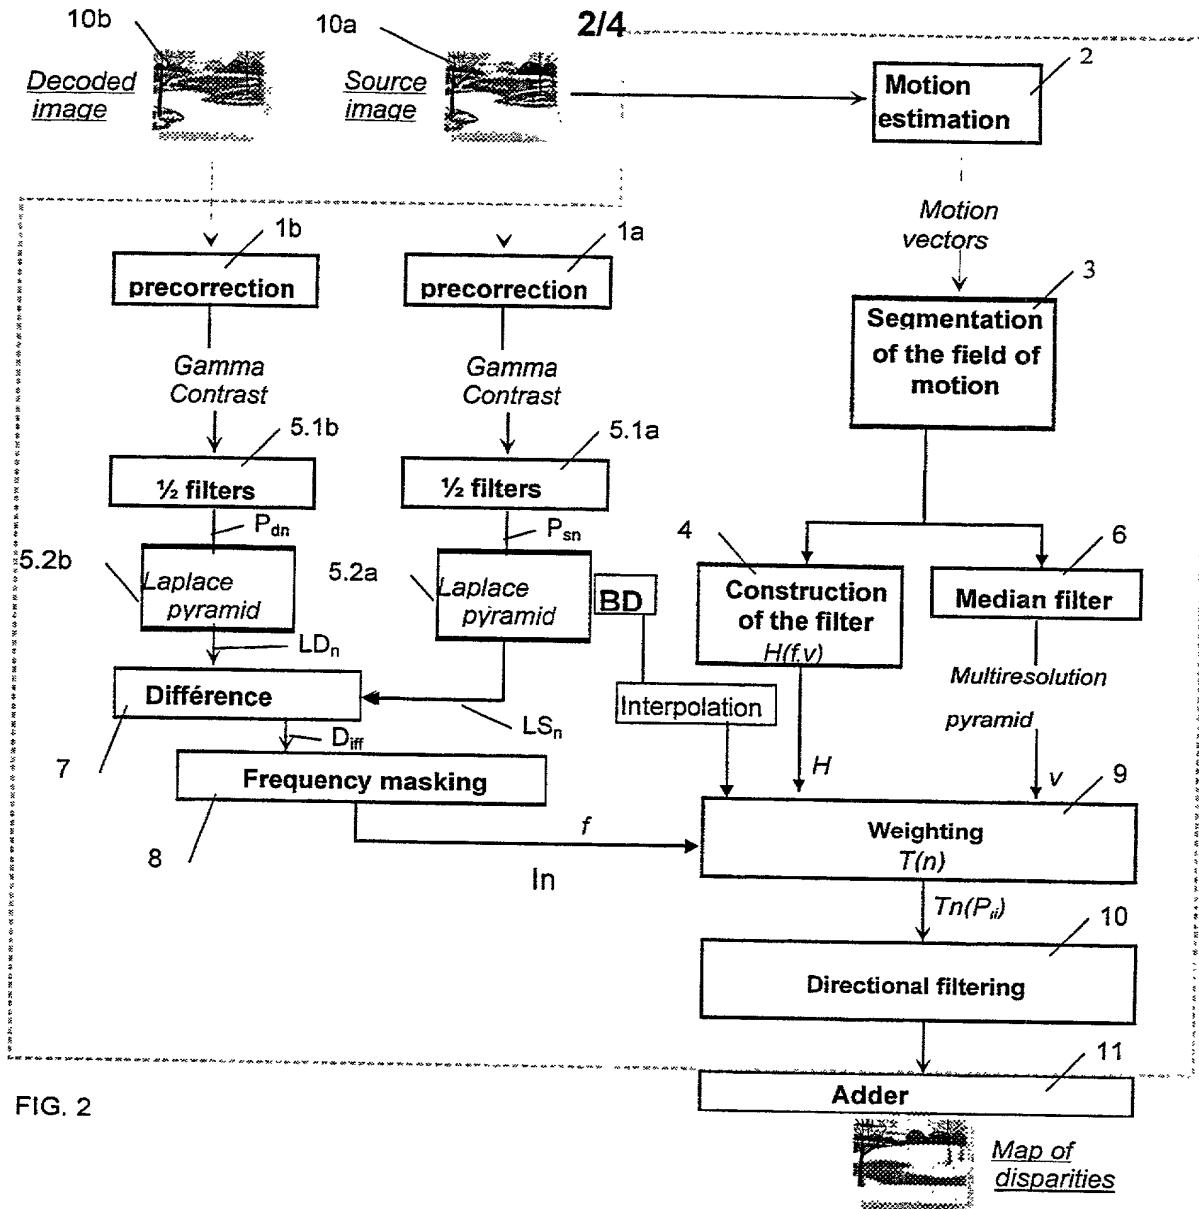 2/4
10b
10a
2
Decoded
image
Source
image
Motion
estimation
Motion
vectors
1b
1a
3
precorrection
precorrection
Segmentation
of the field of
motion
Gamma
Contrast
Gamma
Contrast
5.1b
5.1a
½ filters
½ filters
Pdn
Psn
4
6
5.2b
5.2a
Laplace
pyramid
Laplace
pyramid
BD
Construction
of the filter
H(f,v)
Median filter
LDn
Différence
LSn
Interpolation
Multiresolution
pyramid
7
Diff
Frequency masking
H
v
9
8
f
In
Weighting
T(n)
Tn(Pij)
10
Directional filtering
11
Adder
FIG. 2
Map of
disparities